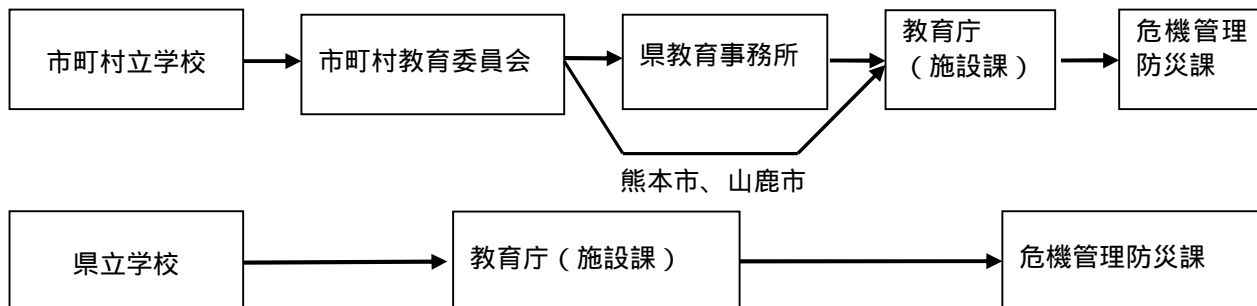 市町村立学校
市町村教育委員会
県教育事務所
教育庁
（施設課）
危機管理
防災課
熊本市、山鹿市
県立学校
教育庁（施設課）
危機管理防災課